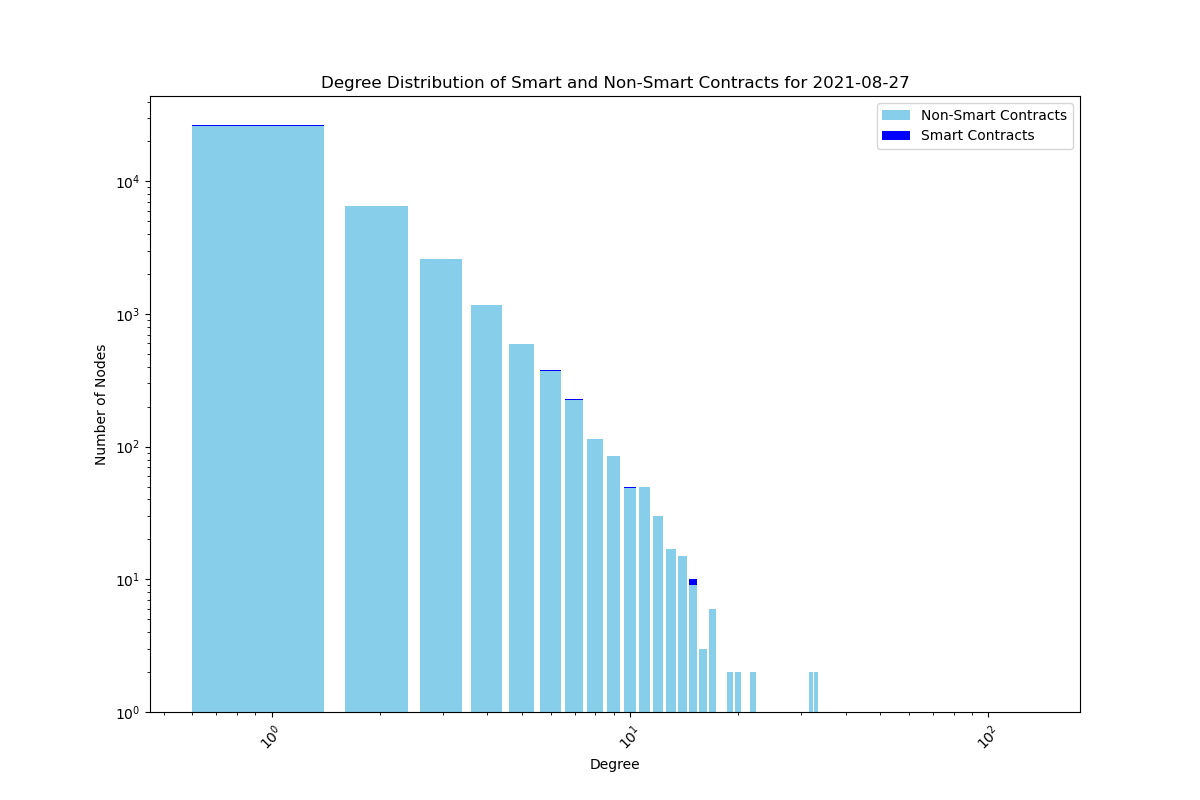 Degree Distribution of Smart and Non-Smart Contracts for 2021-08-27
Non-Smart Contracts
Smart Contracts
Number of Nodes
10⁴
10³
10²
10¹
10⁰
10⁰
10¹
10²
Degree